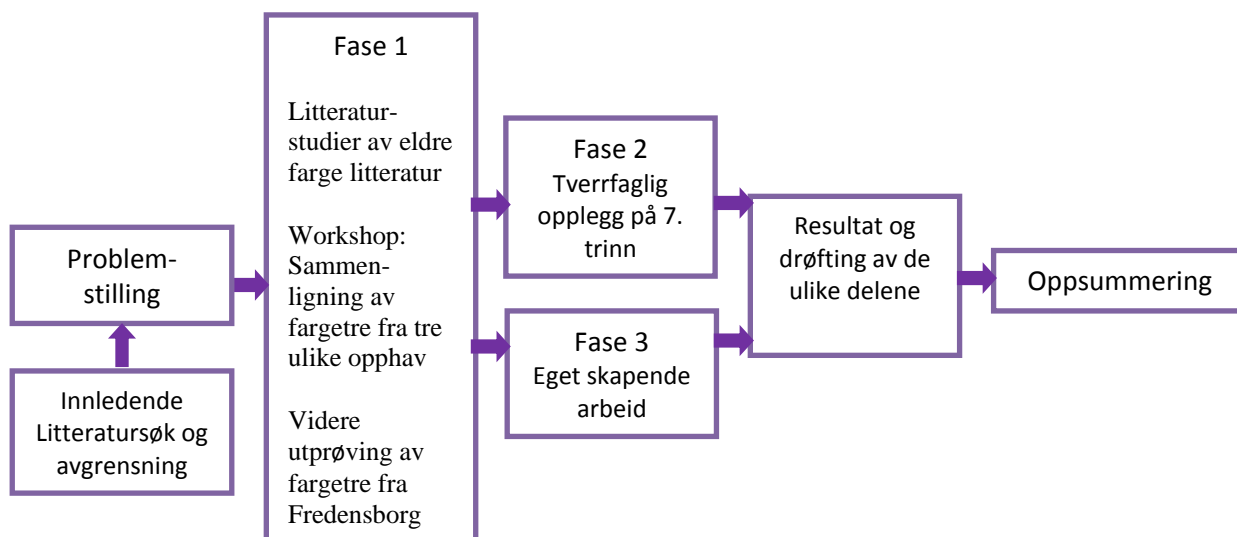 Problem-
stilling
Innledende
Litteratursøk og
avgrensning
Fase 1
Litteratur-
studier av eldre
farge litteratur
Workshop:
Sammen-
ligning av
fargetre fra tre
ulike opphav
Videre
utprøving av
fargetre fra
Fredensborg
Fase 2
Tverrfaglig
opplegg på 7.
trinn
Fase 3
Eget skapende
arbeid
Resultat og
drøfting av de
ulike delene
Oppsummering